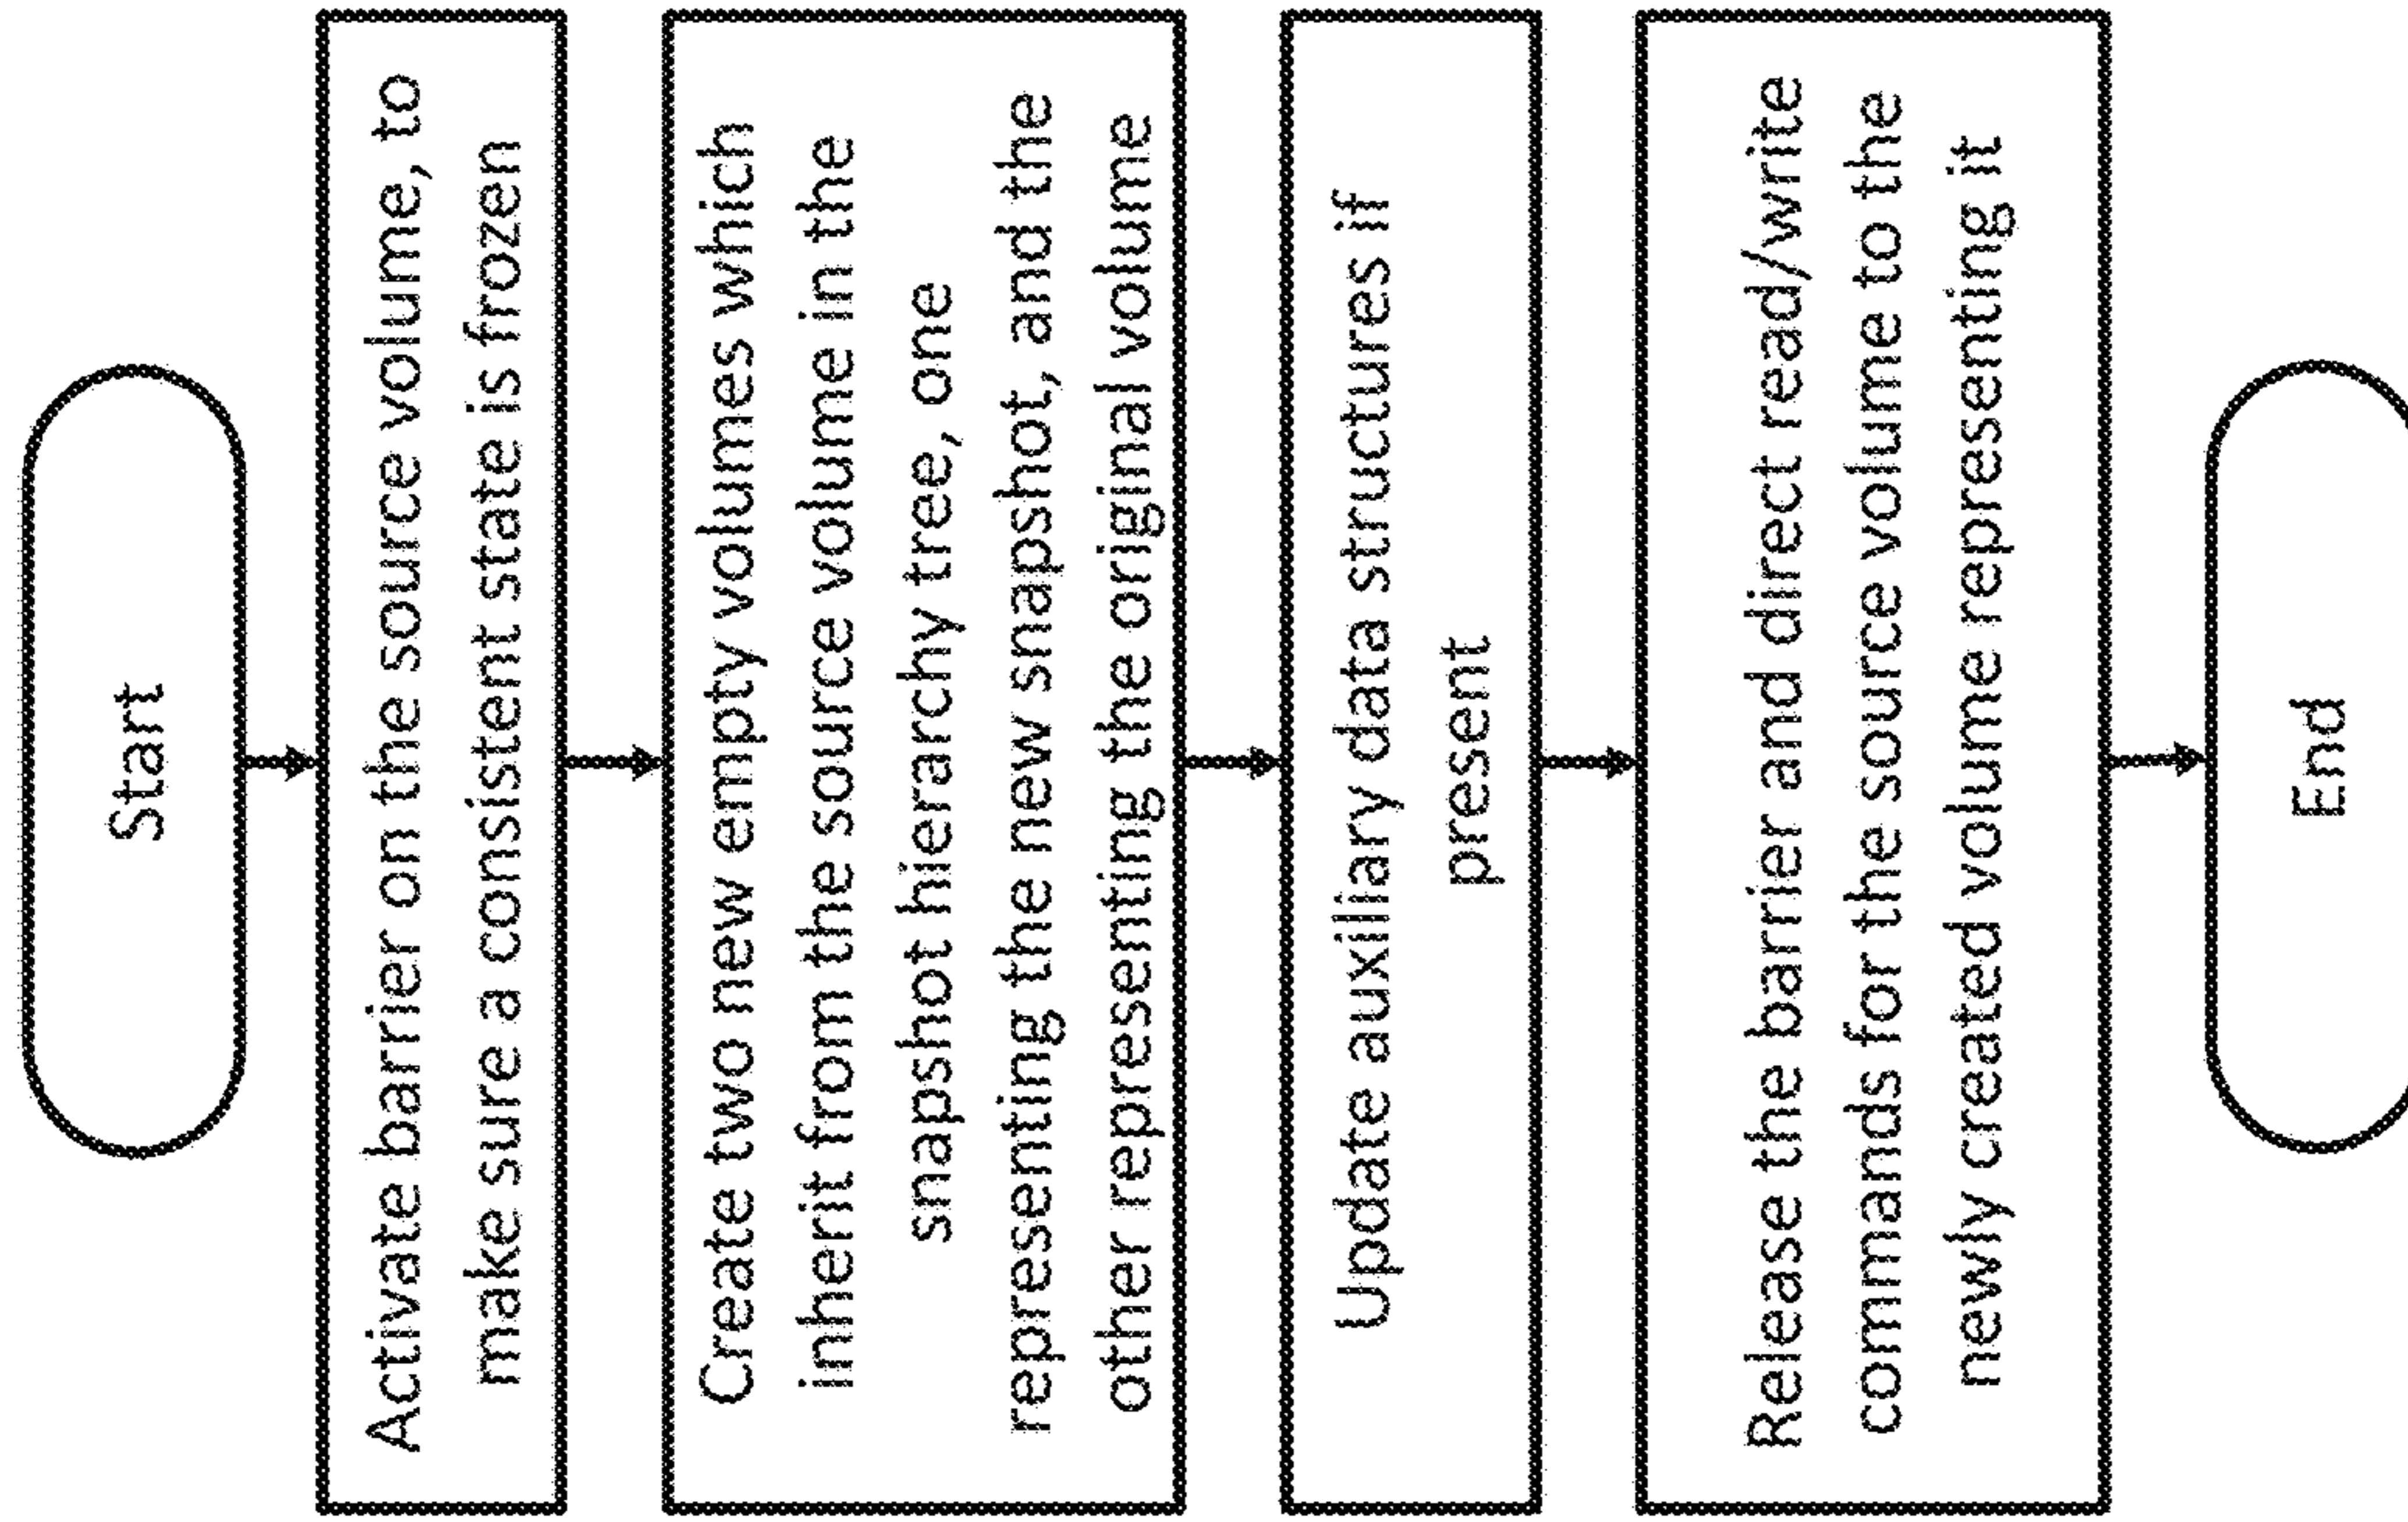 Start
Activate barrier on the source volume, to
make sure a consistent state is frozen
Create two new empty volumes which
inherit from the source volume in the
snapshot hierarchy tree, one
representing the new snapshot, and the
other representing the original volume
Update auxiliary data structures if
present
Release the barrier and direct read/write
commands for the source volume to the
newly created volume representing it
End